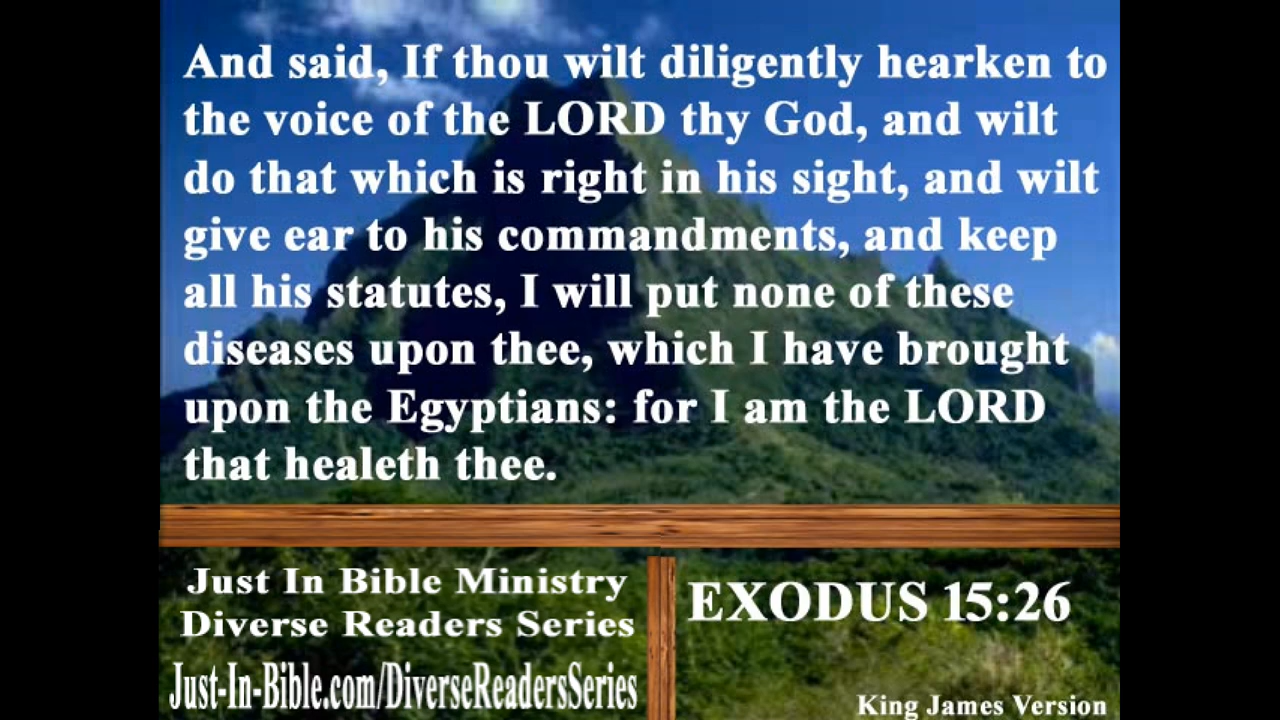 And said, If thou wilt diligently hearken to
the voice of the LORD thy God, and wilt
do that which is right in his sight, and wilt
give ear to his commandments, and keep
all his statutes, I will put none of these
diseases upon thee, which I have brought
upon the Egyptians: for I am the LORD
that healeth thee.
Just In Bible Ministry
Diverse Readers Series
Just-In-Bible.com/DiverseReadersSeries
EXODUS 15:26
King James Version